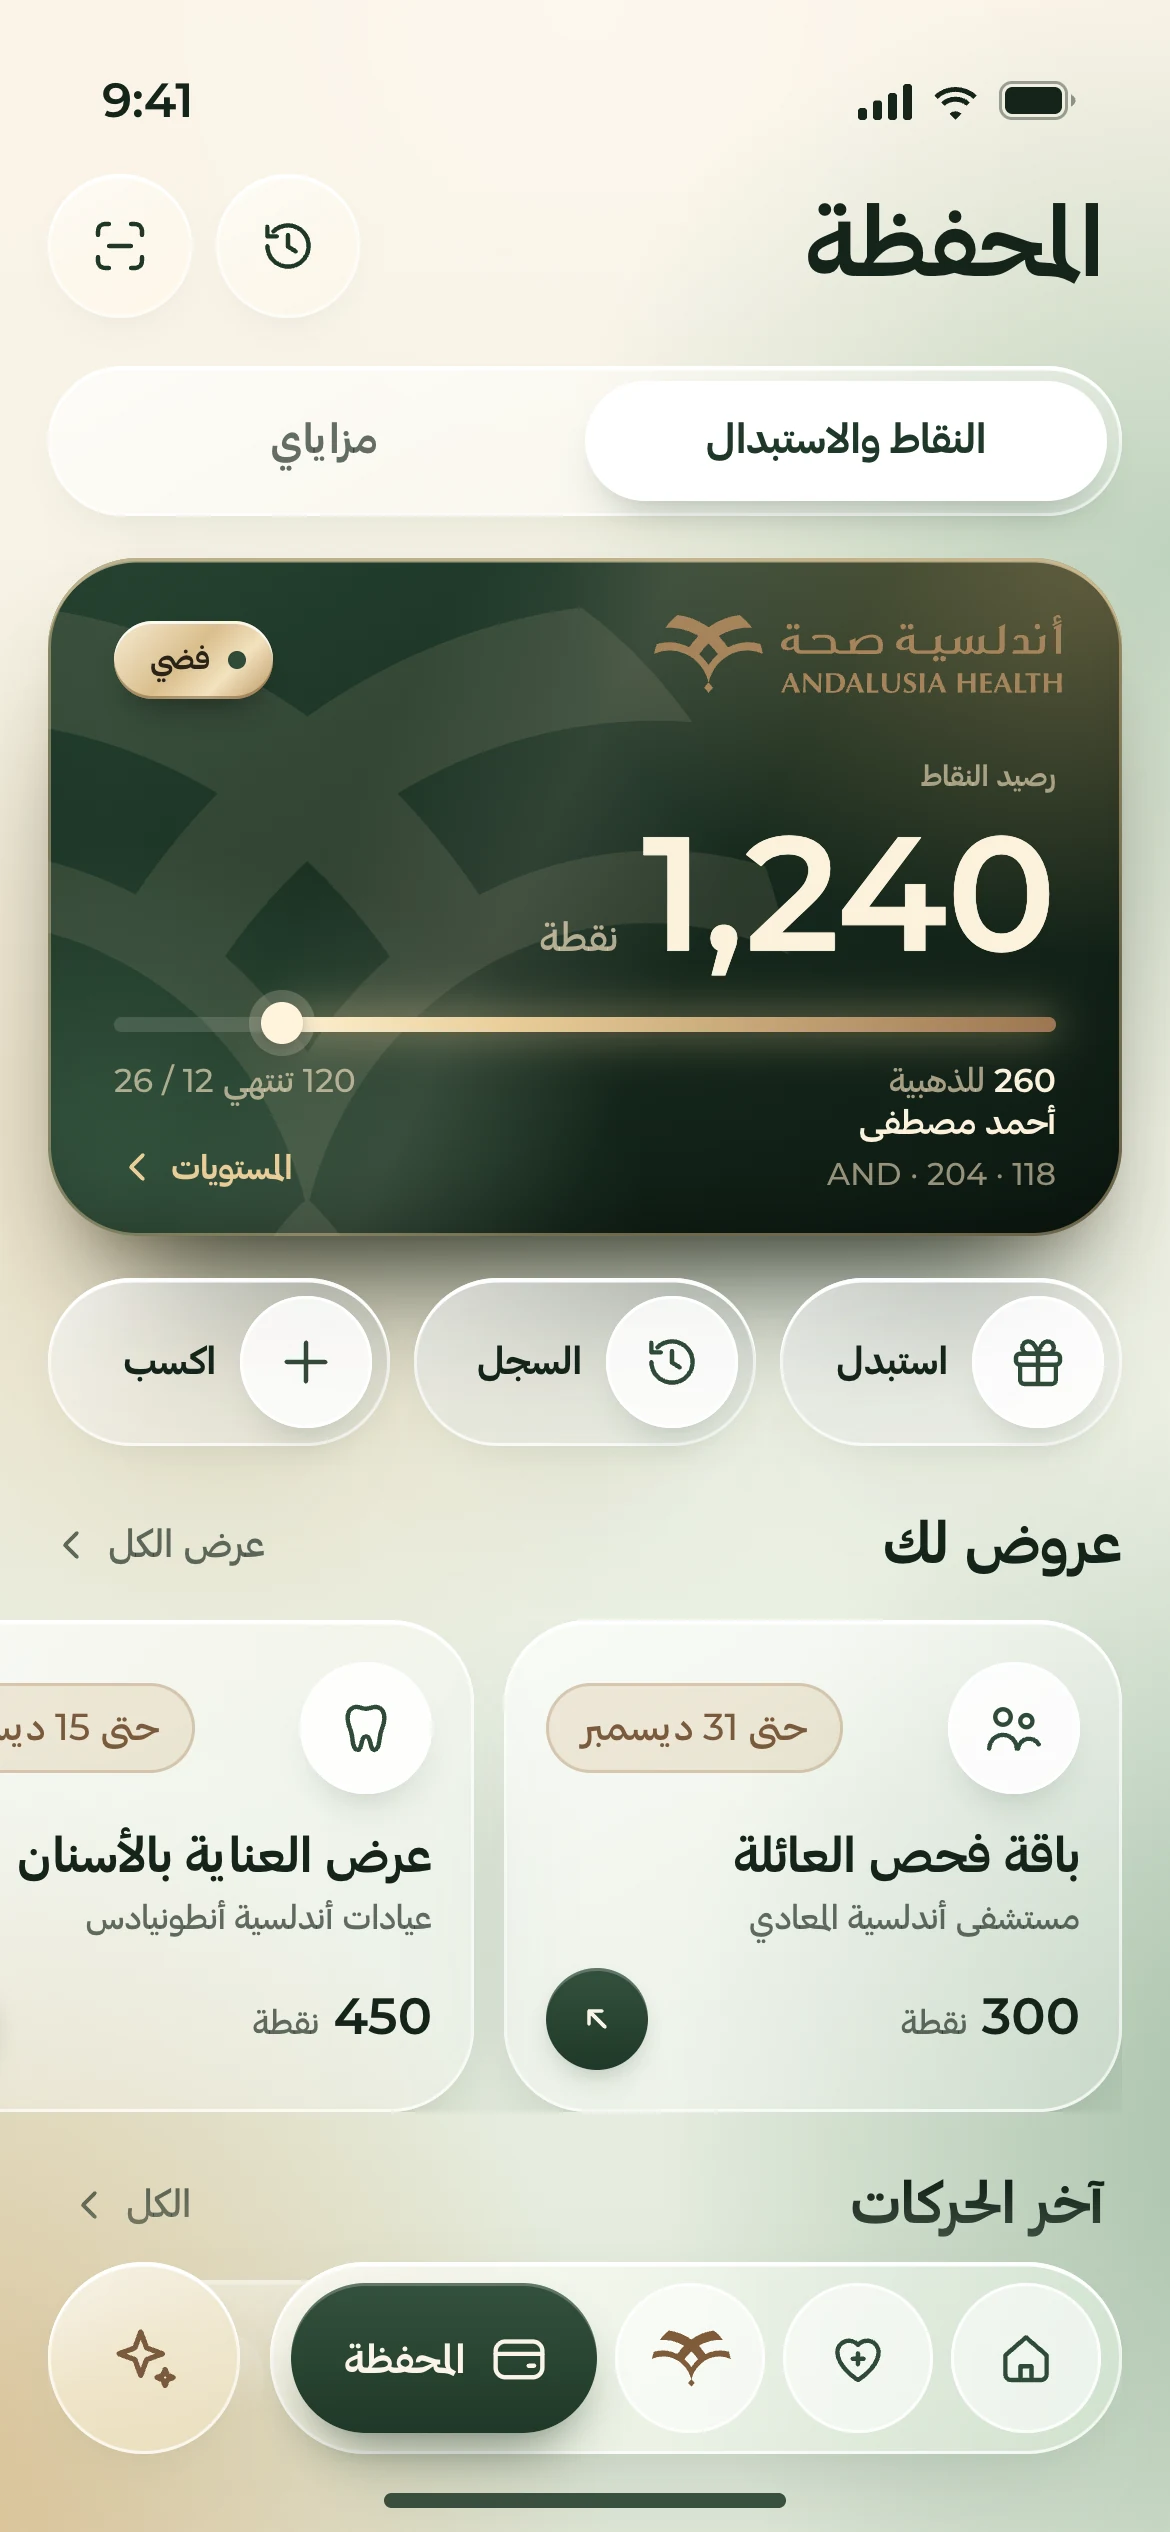 9:41
المحفظة
النقاط والاستبدال
مزاياي
أندلسية صحة
ANDALUSIA HEALTH
فضي
رصيد النقاط
1,240 نقطة
260 للذهبية
120 تنتهي 12 / 26
أحمد مصطفى
AND · 204 · 118
المستويات
استبدل
السجل
اكسب
عروض لك
عرض الكل
حتى 31 ديسمبر
باقة فحص العائلة
مستشفى أندلسية المعادي
300 نقطة
حتى 15 ديس
عرض العناية بالأسنان
عيادات أندلسية أنطونيادس
450 نقطة
آخر الحركات
الكل
المحفظة